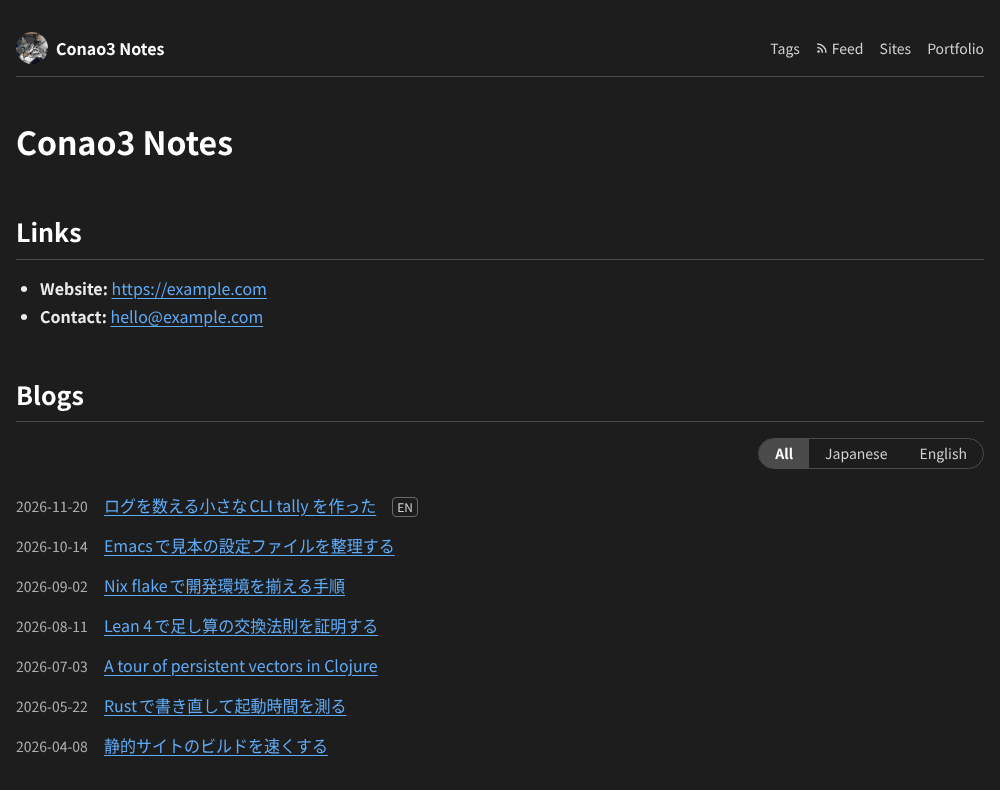 Conao3 Notes
Tags Feed Sites Portfolio
Conao3 Notes
Links
Website: https://example.com
Contact: hello@example.com
Blogs
All Japanese English
2026-11-20 ログを数える小さなCLI tally を作った EN
2026-10-14 Emacsで見本の設定ファイルを整理する
2026-09-02 Nix flakeで開発環境を揃える手順
2026-08-11 Lean 4で足し算の交換法則を証明する
2026-07-03 A tour of persistent vectors in Clojure
2026-05-22 Rustで書き直して起動時間を測る
2026-04-08 静的サイトのビルドを速くする